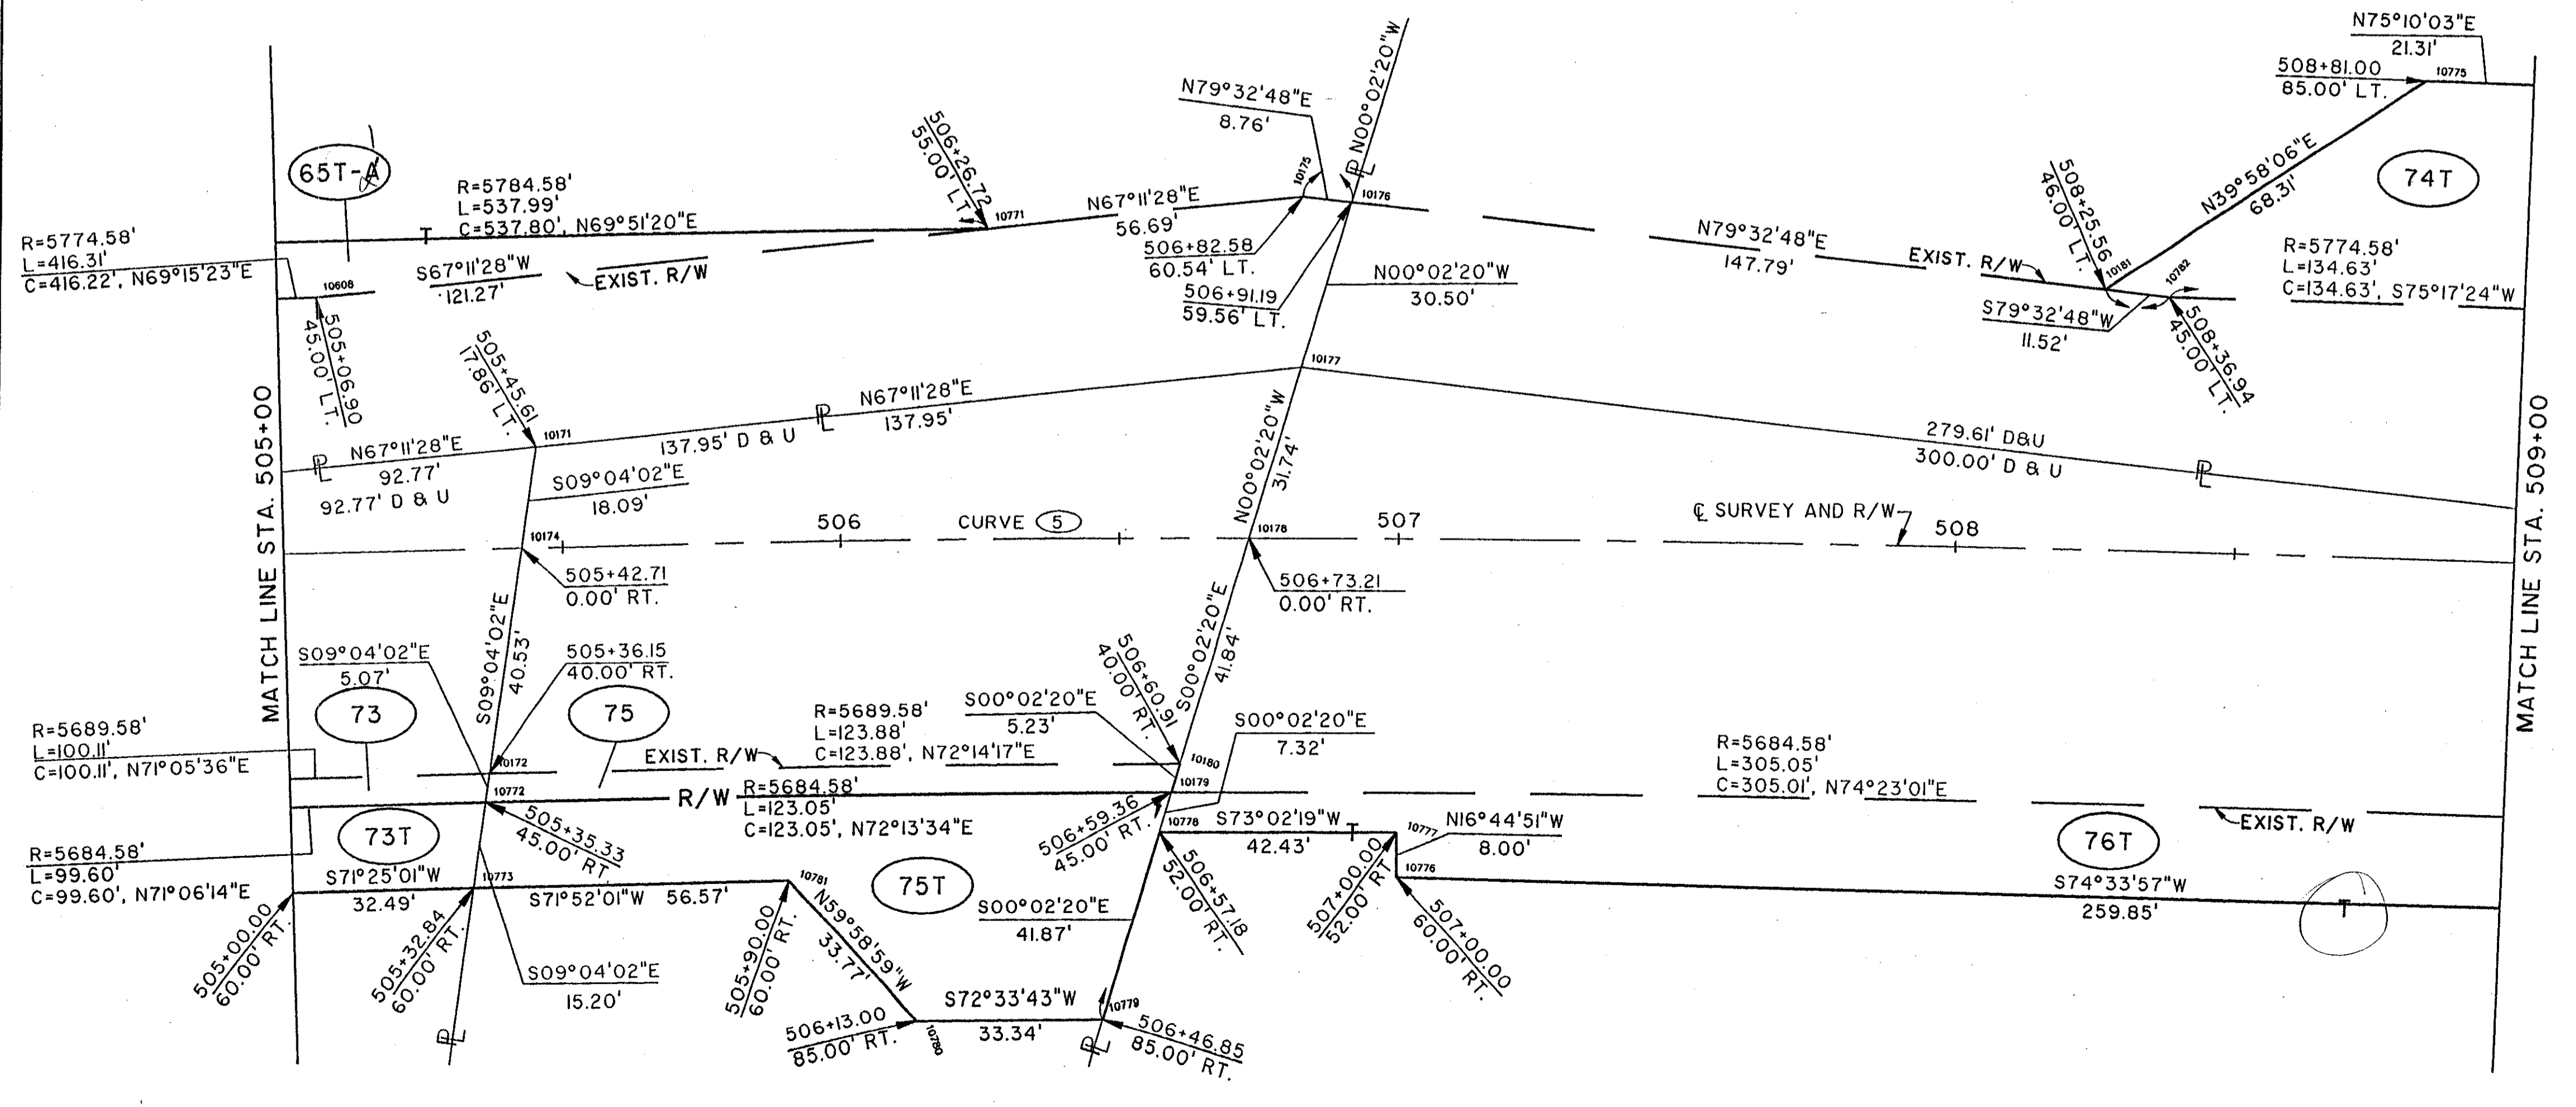 N75°10'03"E
21.31'
508+81.00
85.00' LT.
10775
N39°58'06"E
68.31'
74T
N00°02'20"W
PL
N79°32'48"E
8.76'
10175
10176
506+26.72
55.00' LT.
10771
N67°11'28"E
56.69'
506+82.58
60.54' LT.
506+91.19
59.56' LT.
N00°02'20"W
30.50'
N79°32'48"E
147.79'
EXIST. R/W
508+25.56
46.00' LT.
10181
10782
R=5774.58'
L=134.63'
C=134.63', S75°17'24"W
S79°32'48"W
11.52'
508+36.94
45.00' LT.
65T-A
R=5784.58'
L=537.99'
C=537.80', N69°51'20"E
T
R=5774.58'
L=416.31'
C=416.22', N69°15'23"E
10608
S67°11'28"W
121.27'
EXIST. R/W
505+06.90
45.00' LT.
505+45.61
17.86' LT.
10171
10177
MATCH LINE STA. 505+00
PL
N67°11'28"E
92.77'
92.77' D & U
137.95' D & U
PL
N67°11'28"E
137.95'
N00°02'20"W
31.74'
279.61' D&U
300.00' D & U
PL
MATCH LINE STA. 509+00
S09°04'02"E
18.09'
10174
506
CURVE 5
10178
507
CL SURVEY AND R/W
508
505+42.71
0.00' RT.
506+73.21
0.00' RT.
S09°04'02"E
40.53'
S09°04'02"E
5.07'
505+36.15
40.00' RT.
506+60.91
40.00' RT.
S00°02'20"E
41.84'
73
75
R=5689.58'
L=100.11'
C=100.11', N71°05'36"E
10172
EXIST. R/W
R=5689.58'
L=123.88'
C=123.88', N72°14'17"E
S00°02'20"E
5.23'
S00°02'20"E
7.32'
10180
10179
R=5684.58'
L=305.05'
C=305.01', N74°23'01"E
10772
R/W
R=5684.58'
L=123.05'
C=123.05', N72°13'34"E
73T
505+35.33
45.00' RT.
506+59.36
45.00' RT.
10778
S73°02'19"W
42.43'
T
10777
N16°44'51"W
8.00'
76T
EXIST. R/W
R=5684.58'
L=99.60'
C=99.60', N71°06'14"E
S71°25'01"W
32.49'
10773
S71°52'01"W
56.57'
10781
75T
10776
S74°33'57"W
259.85'
T
505+00.00
60.00' RT.
505+32.84
60.00' RT.
S09°04'02"E
15.20'
505+90.00
60.00' RT.
N59°58'59"W
33.77'
S00°02'20"E
41.87'
506+57.18
52.00' RT.
507+00.00
52.00' RT.
507+00.00
60.00' RT.
PL
506+13.00
85.00' RT.
10780
S72°33'43"W
33.34'
10779
PL
506+46.85
85.00' RT.